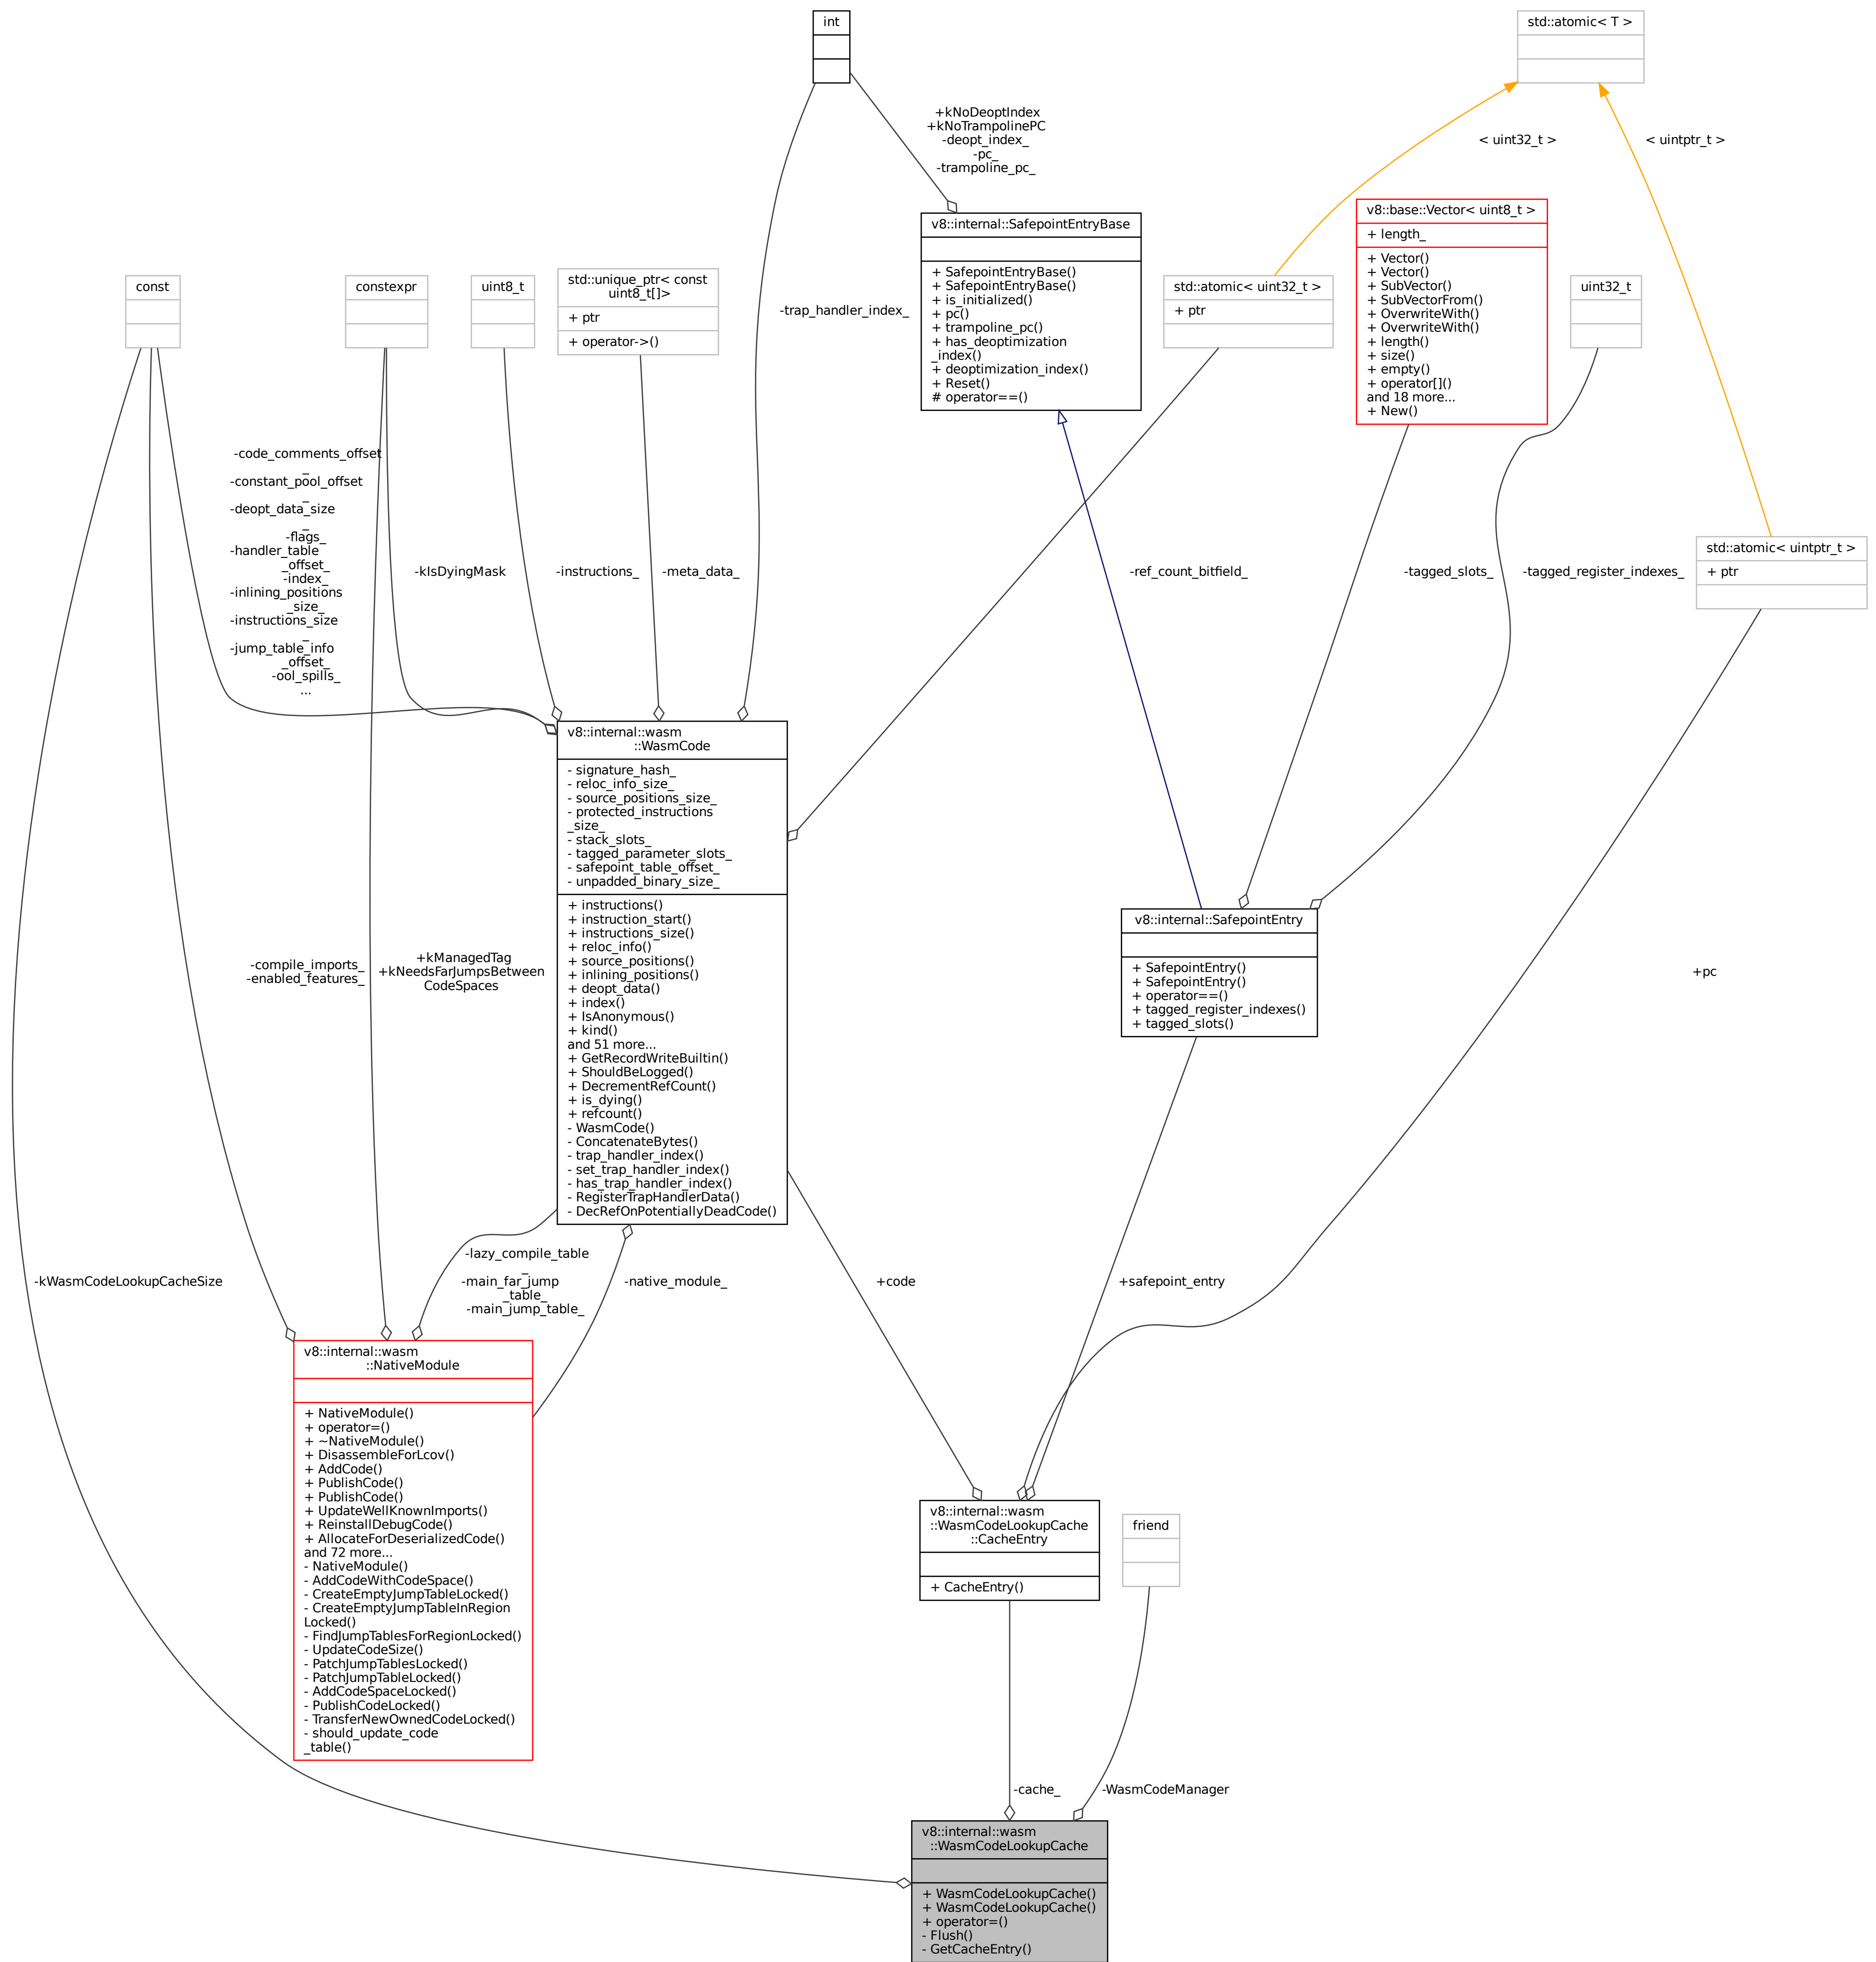 int
std::atomic< T >
+kNoDeoptIndex
+kNoTrampolinePC
-deopt_index_
-pc_
-trampoline_pc_
< uint32_t >
< uintptr_t >
v8::internal::SafepointEntryBase
+ SafepointEntryBase()
+ SafepointEntryBase()
+ is_initialized()
+ pc()
+ trampoline_pc()
+ has_deoptimization
_index()
+ deoptimization_index()
+ Reset()
# operator==()
v8::base::Vector< uint8_t >
+ length_
+ Vector()
+ Vector()
+ SubVector()
+ SubVectorFrom()
+ OverwriteWith()
+ OverwriteWith()
+ length()
+ size()
+ empty()
+ operator[]()
and 18 more...
+ New()
const
constexpr
uint8_t
std::unique_ptr< const
uint8_t[]>
+ ptr
+ operator->()
-trap_handler_index_
std::atomic< uint32_t >
+ ptr
uint32_t
-code_comments_offset
_
-constant_pool_offset
_
-deopt_data_size
_
-flags_
-handler_table
_offset_
-index_
-inlining_positions
_size_
-instructions_size
_
-jump_table_info
_offset_
-ool_spills_
...
-kIsDyingMask
-instructions_
-meta_data_
-ref_count_bitfield_
-tagged_slots_
-tagged_register_indexes_
std::atomic< uintptr_t >
+ ptr
v8::internal::wasm
::WasmCode
- signature_hash_
- reloc_info_size_
- source_positions_size_
- protected_instructions
_size_
- stack_slots_
- tagged_parameter_slots_
- safepoint_table_offset_
- unpadded_binary_size_
+ instructions()
+ instruction_start()
+ instructions_size()
+ reloc_info()
+ source_positions()
+ inlining_positions()
+ deopt_data()
+ index()
+ IsAnonymous()
+ kind()
and 51 more...
+ GetRecordWriteBuiltin()
+ ShouldBeLogged()
+ DecrementRefCount()
+ is_dying()
+ refcount()
- WasmCode()
- ConcatenateBytes()
- trap_handler_index()
- set_trap_handler_index()
- has_trap_handler_index()
- RegisterTrapHandlerData()
- DecRefOnPotentiallyDeadCode()
v8::internal::SafepointEntry
+ SafepointEntry()
+ SafepointEntry()
+ operator==()
+ tagged_register_indexes()
+ tagged_slots()
-compile_imports_
-enabled_features_
+kManagedTag
+kNeedsFarJumpsBetween
CodeSpaces
+pc
-kWasmCodeLookupCacheSize
-lazy_compile_table
_
-main_far_jump
_table_
-main_jump_table_
-native_module_
+code
+safepoint_entry
v8::internal::wasm
::NativeModule
+ NativeModule()
+ operator=()
+ ~NativeModule()
+ DisassembleForLcov()
+ AddCode()
+ PublishCode()
+ PublishCode()
+ UpdateWellKnownImports()
+ ReinstallDebugCode()
+ AllocateForDeserializedCode()
and 72 more...
- NativeModule()
- AddCodeWithCodeSpace()
- CreateEmptyJumpTableLocked()
- CreateEmptyJumpTableInRegion
Locked()
- FindJumpTablesForRegionLocked()
- UpdateCodeSize()
- PatchJumpTablesLocked()
- PatchJumpTableLocked()
- AddCodeSpaceLocked()
- PublishCodeLocked()
- TransferNewOwnedCodeLocked()
- should_update_code
_table()
v8::internal::wasm
::WasmCodeLookupCache
::CacheEntry
+ CacheEntry()
friend
-cache_
-WasmCodeManager
v8::internal::wasm
::WasmCodeLookupCache
+ WasmCodeLookupCache()
+ WasmCodeLookupCache()
+ operator=()
- Flush()
- GetCacheEntry()